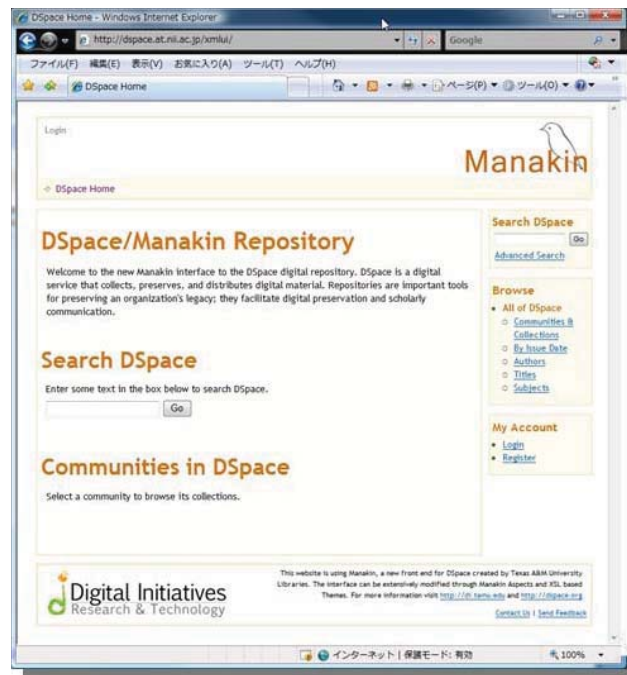 DSpace Home - Windows Internet Explorer
http://dspace.at.nii.ac.jp/xmlui/
Google
ファイル(F) 編集(E) 表示(V) お気に入り(A) ツール(T) ヘルプ(H)
DSpace Home
ページ(P) ツール(O)
Login
Manakin
DSpace Home
DSpace/Manakin Repository
Welcome to the new Manakin interface to the DSpace digital repository. DSpace is a digital
service that collects, preserves, and distributes digital material. Repositories are important tools
for preserving an organization's legacy; they facilitate digital preservation and scholarly
communication.
Search DSpace
Enter some text in the box below to search DSpace.
Go
Communities in DSpace
Select a community to browse its collections.
Search DSpace
Go
Advanced Search
Browse
All of DSpace
Communities &
Collections
By Issue Date
Authors
Titles
Subjects
My Account
Login
Register
Digital Initiatives
Research & Technology
This website is using Manakin, a new front end for DSpace created by Texas A&M University
Libraries. The interface can be extensively modified through Manakin Aspects and XSL based
Themes. For more information visit http://di.tamu.edu and http://dspace.org
Contact Us | Send Feedback
インターネット | 保護モード: 有効
100%